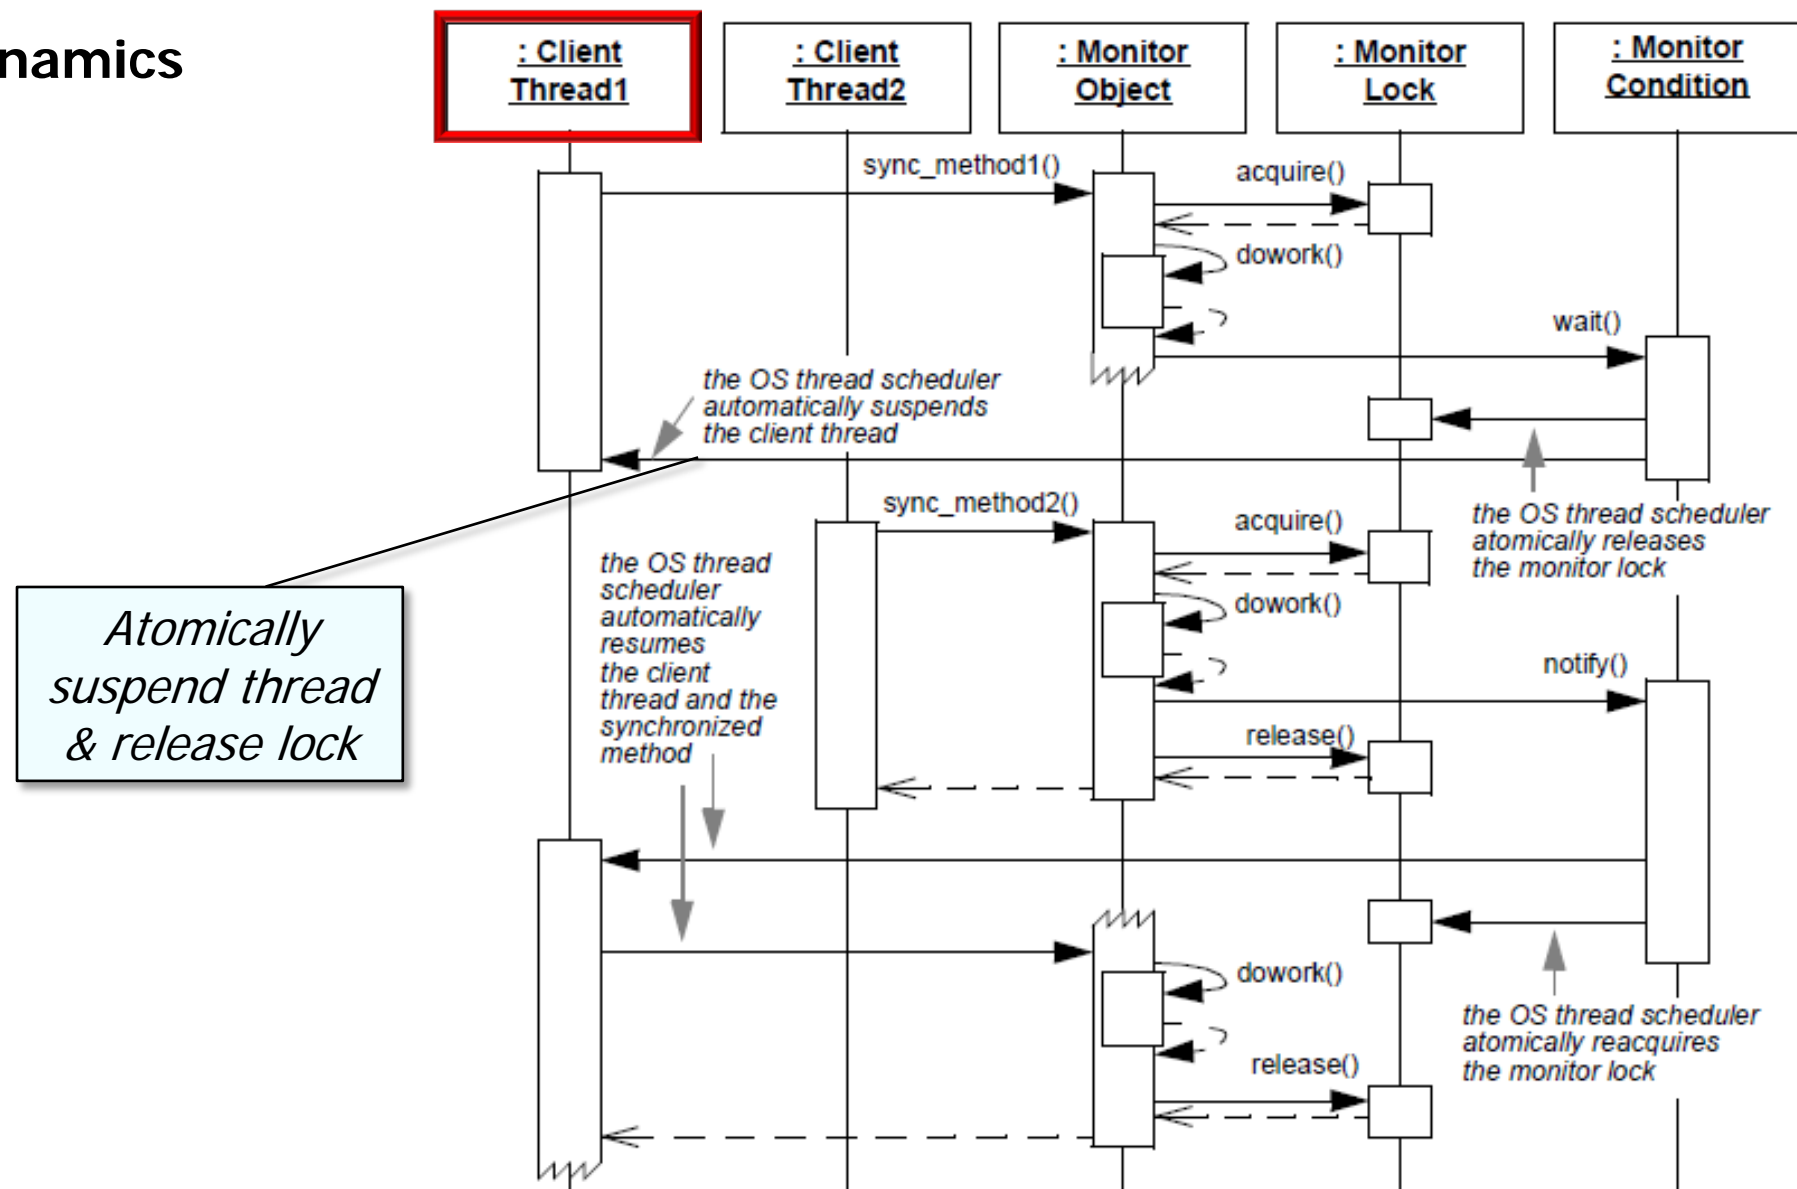 namics
: Client
Thread1
: Client
Thread2
: Monitor
Object
: Monitor
Lock
: Monitor
Condition
sync_method1()
acquire()
dowork()
wait()
the OS thread scheduler
automatically suspends
the client thread
the OS thread scheduler
atomically releases
the monitor lock
sync_method2()
acquire()
dowork()
the OS thread
scheduler
automatically
resumes
the client
thread and the
synchronized
method
Atomically
suspend thread
& release lock
notify()
release()
dowork()
the OS thread scheduler
atomically reacquires
the monitor lock
release()